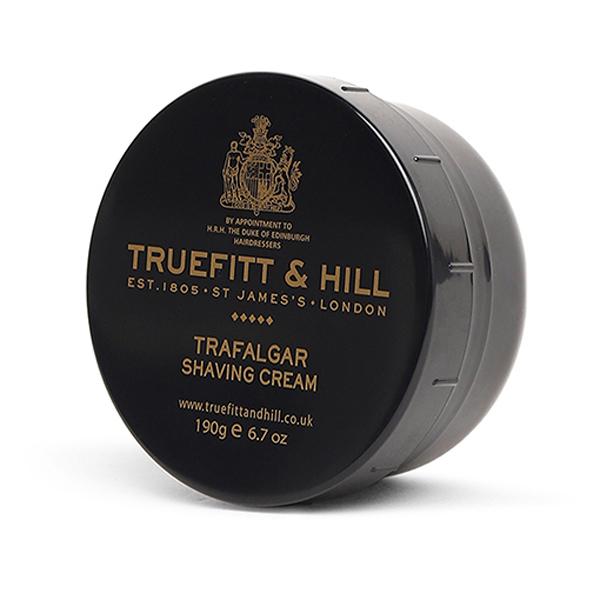 BY APPOINTMENT TO
H.R.H. THE DUKE OF EDINBURGH
HAIRDRESSERS
TRUEFITT & HILL
EST.1805 • ST JAMES'S • LONDON
TRAFALGAR
SHAVING CREAM
www.truefittandhill.co.uk
190g e 6.7 oz